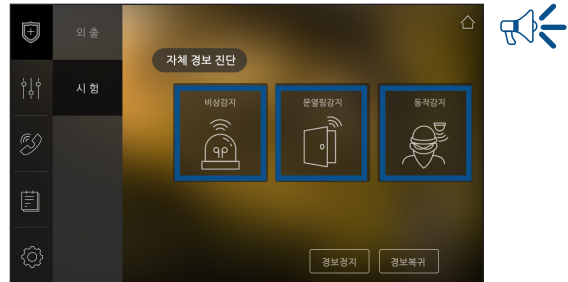 외출
시험
자체 경보 진단
비상감지
문열림감지
동작감지
경보정지
경보복귀